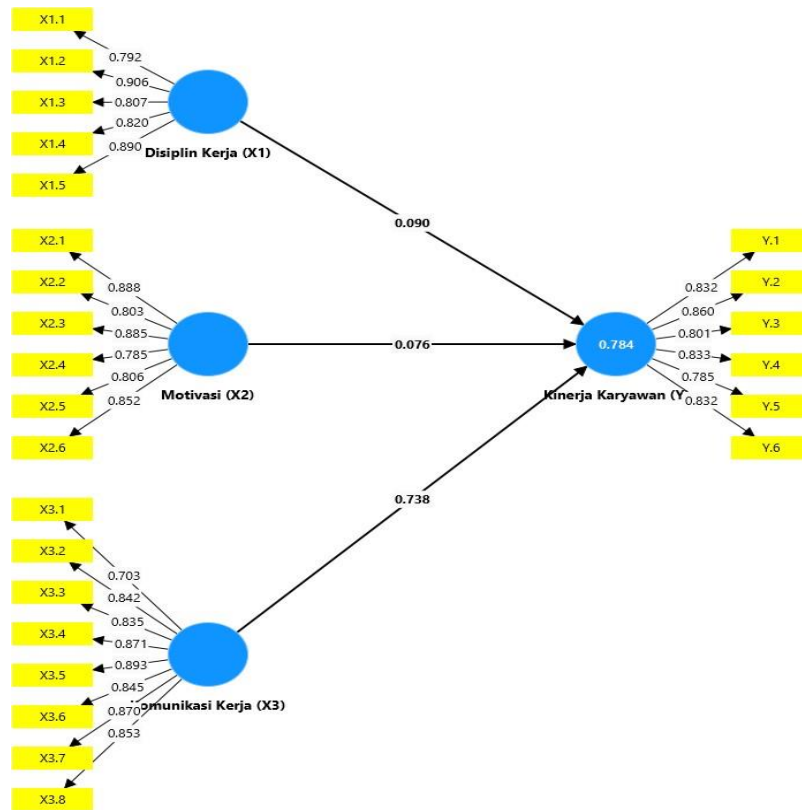 X1.1
X1.2
X1.3
X1.4
X1.5
0.792
0.906
0.807
0.820
0.890
Disiplin Kerja (X1)
0.090
X2.1
X2.2
X2.3
X2.4
X2.5
X2.6
0.888
0.803
0.885
0.785
0.806
0.852
Motivasi (X2)
0.076
X3.1
X3.2
X3.3
X3.4
X3.5
X3.6
X3.7
X3.8
0.703
0.842
0.835
0.871
0.893
0.845
0.870
0.853
omunikasi Kerja (X3)
0.738
0.784
Kinerja Karyawan (Y
0.832
0.860
0.801
0.833
0.785
0.832
Y.1
Y.2
Y.3
Y.4
Y.5
Y.6